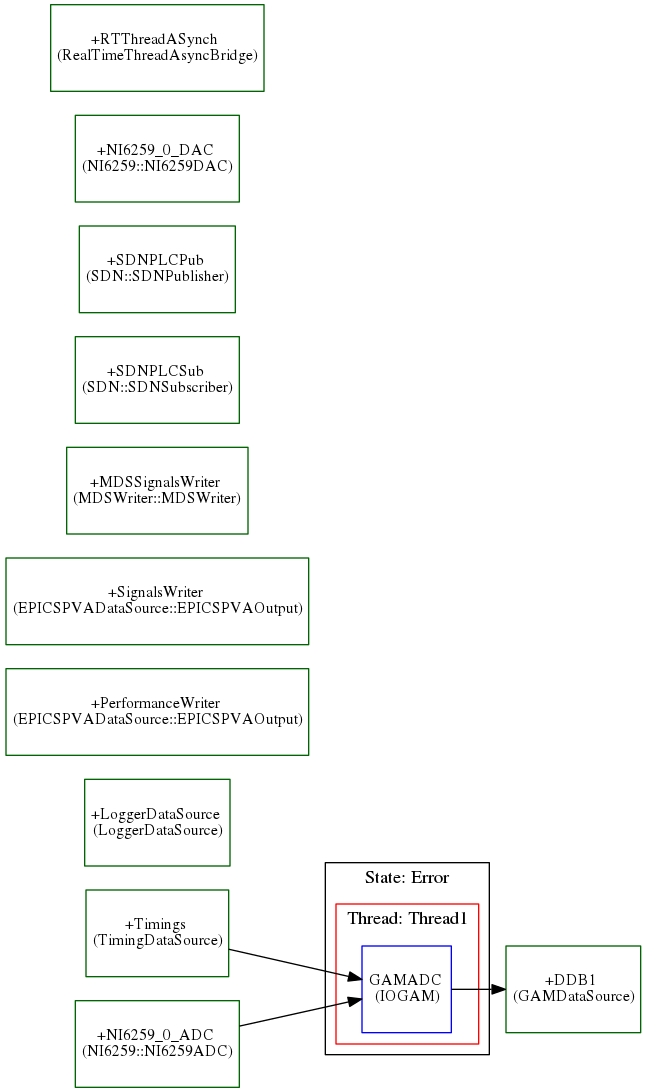 +RTThreadASynch
(RealTimeThreadAsyncBridge)
+NI6259_0_DAC
(NI6259::NI6259DAC)
+SDNPLCPub
(SDN::SDNPublisher)
+SDNPLCSub
(SDN::SDNSubscriber)
+MDSSignalsWriter
(MDSWriter::MDSWriter)
+SignalsWriter
(EPICSPVADataSource::EPICSPVAOutput)
+PerformanceWriter
(EPICSPVADataSource::EPICSPVAOutput)
+LoggerDataSource
(LoggerDataSource)
State: Error
Thread: Thread1
+Timings
(TimingDataSource)
GAMADC
(IOGAM)
+DDB1
(GAMDataSource)
+NI6259_0_ADC
(NI6259::NI6259ADC)